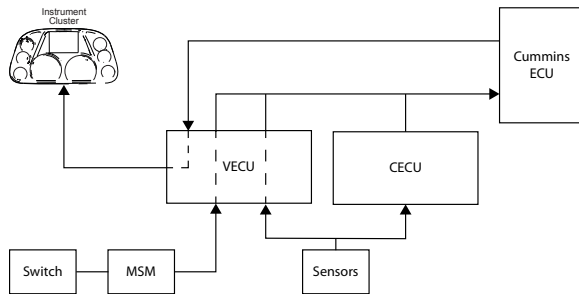 Instrument
Cluster
Cummins
ECU
VECU
CECU
Switch
MSM
Sensors